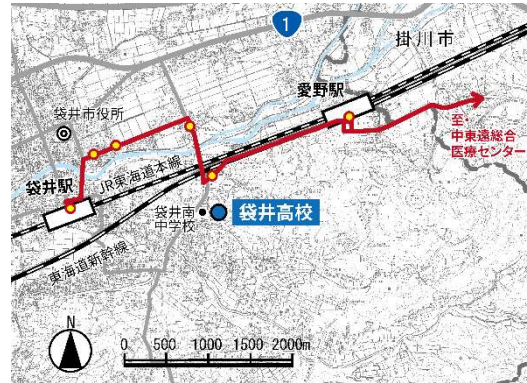 1
掛川市
愛野駅
袋井市役所
至・
中東遠総合
医療センター
JR東海道本線
袋井駅
袋井南
中学校
袋井高校
東海道新幹線
N
0 500 1000 1500 2000m